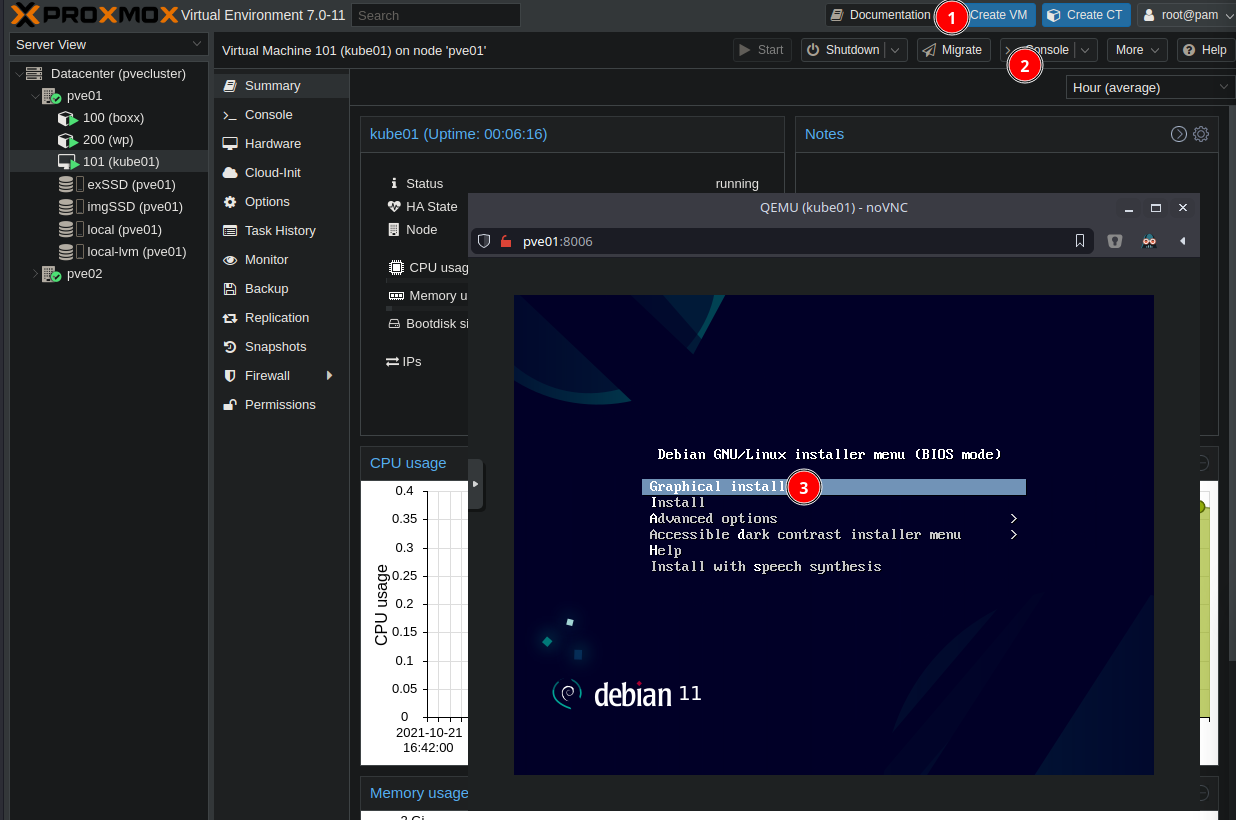 PROXMOX Virtual Environment 7.0-11 Search Documentation 1 Create VM Create CT root@pam
Server View
Virtual Machine 101 (kube01) on node 'pve01' Start Shutdown Migrate Console More Help
2
Datacenter (pvecluster)
pve01
100 (boxx)
200 (wp)
101 (kube01)
exSSD (pve01)
imgSSD (pve01)
local (pve01)
local-lvm (pve01)
pve02
Summary
Console
Hardware
Cloud-Init
Options
Task History
Monitor
Backup
Replication
Snapshots
Firewall
Permissions
Hour (average)
kube01 (Uptime: 00:06:16)
Notes
Status running
HA State
Node
CPU usag
Memory u
Bootdisk si
IPs
QEMU (kube01) - noVNC
pve01:8006
Debian GNU/Linux installer menu (BIOS mode)
Graphical install 3
Install
Advanced options >
Accessible dark contrast installer menu >
Help
Install with speech synthesis
debian 11
CPU usage
0.4
0.35
0.3
0.25
0.2
0.15
0.1
0.05
0
CPU usage
2021-10-21
16:42:00
Memory usage